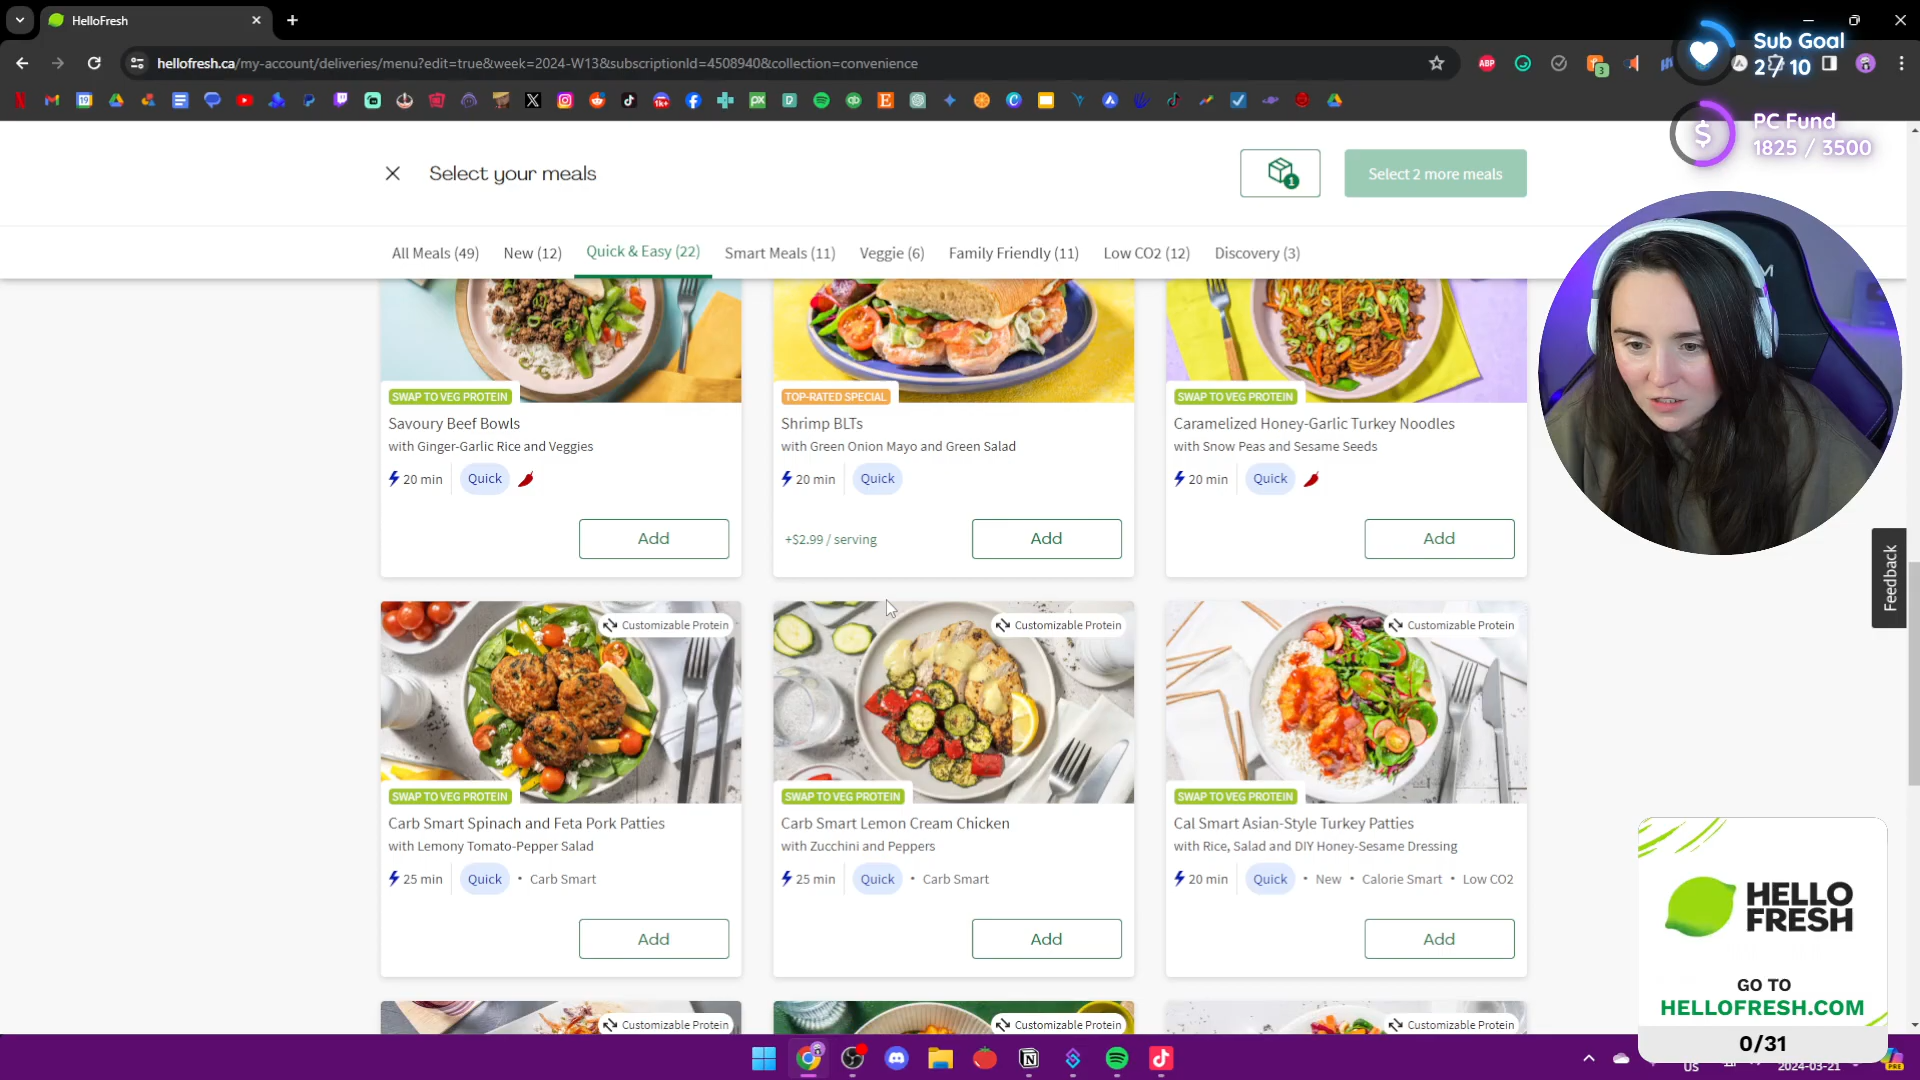 HelloFresh
Sub Goal
2 / 10
hellofresh.ca/my-account/deliveries/menu?edit=true&week=2024-W13&subscriptionId=4508940&collection=convenience
ABP
3
PC Fund
1825 / 3500
Select your meals
1
Select 2 more meals
All Meals (49) New (12) Quick & Easy (22) Smart Meals (11) Veggie (6) Family Friendly (11) Low CO2 (12) Discovery (3)
SWAP TO VEG PROTEIN
Savoury Beef Bowls
with Ginger-Garlic Rice and Veggies
20 min Quick
Add
TOP-RATED SPECIAL
Shrimp BLTs
with Green Onion Mayo and Green Salad
20 min Quick
+$2.99 / serving Add
SWAP TO VEG PROTEIN
Caramelized Honey-Garlic Turkey Noodles
with Snow Peas and Sesame Seeds
20 min Quick
Add
Feedback
Customizable Protein
SWAP TO VEG PROTEIN
Carb Smart Spinach and Feta Pork Patties
with Lemony Tomato-Pepper Salad
25 min Quick • Carb Smart
Add
Customizable Protein
SWAP TO VEG PROTEIN
Carb Smart Lemon Cream Chicken
with Zucchini and Peppers
25 min Quick • Carb Smart
Add
Customizable Protein
SWAP TO VEG PROTEIN
Cal Smart Asian-Style Turkey Patties
with Rice, Salad and DIY Honey-Sesame Dressing
20 min Quick • New • Calorie Smart • Low CO2
Add
Customizable Protein
Customizable Protein
Customizable Protein
HELLO
FRESH
GO TO
HELLOFRESH.COM
0/31
US
2024-03-21
PRE